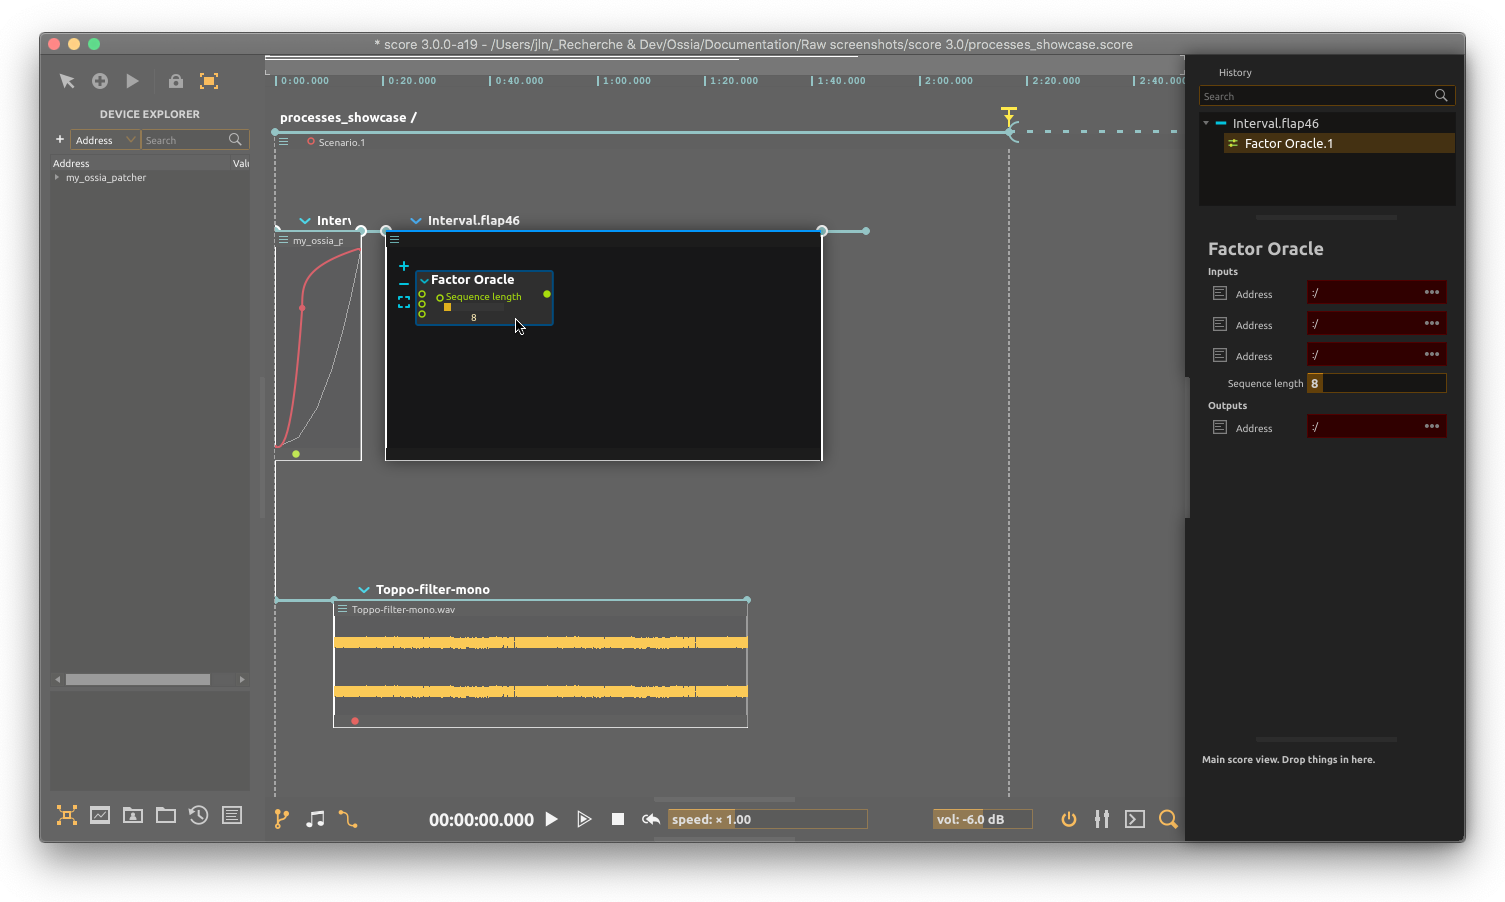 * score 3.0.0-a19 - /Users/jln/_Recherche & Dev/Ossia/Documentation/Raw screenshots/score 3.0/processes_showcase.score
DEVICE EXPLORER
+ Address Search
Address Valu
my_ossia_patcher
0:00.000 0:20.000 0:40.000 1:00.000 1:20.000 1:40.000 2:00.000 2:20.000 2:40.00
processes_showcase /
Scenario.1
Interv
my_ossia_p
Interval.flap46
Factor Oracle
Sequence length
8
Toppo-filter-mono
Toppo-filter-mono.wav
00:00:00.000
speed: × 1.00
vol: -6.0 dB
History
Search
Interval.flap46
Factor Oracle.1
Factor Oracle
Inputs
Address :/ •••
Address :/ •••
Address :/ •••
Sequence length 8
Outputs
Address :/ •••
Main score view. Drop things in here.